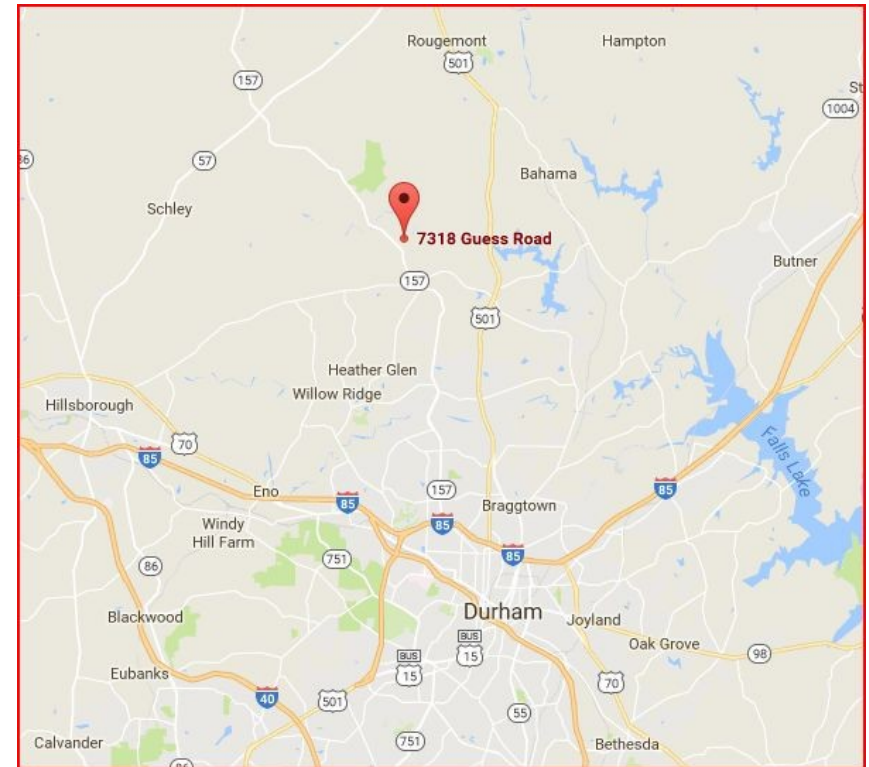 Rougemont
Hampton
501
157
St
1004
57
86
Bahama
Schley
7318 Guess Road
Butner
157
501
Heather Glen
Willow Ridge
Hillsborough
70
85
Falls Lake
Eno
85
157
85
85
Braggtown
85
Windy
Hill Farm
751
86
Durham
Blackwood
Joyland
BUS
15
Oak Grove
98
BUS
15
Eubanks
70
40
501
55
Calvander
751
Bethesda
86